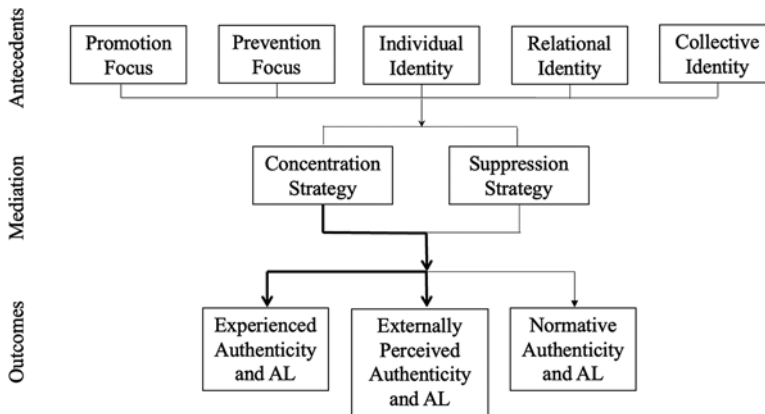 Antecedents
Promotion
Focus
Prevention
Focus
Individual
Identity
Relational
Identity
Collective
Identity
Mediation
Concentration
Strategy
Suppression
Strategy
Outcomes
Experienced
Authenticity
and AL
Externally
Perceived
Authenticity
and AL
Normative
Authenticity
and AL